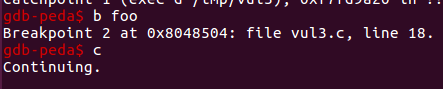 gdb-peda$ b foo
Breakpoint 2 at 0x8048504: file vul3.c, line 18.
gdb-peda$ c
Continuing.